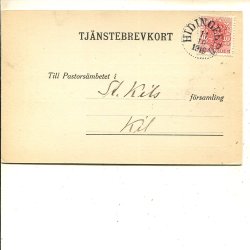 TJÄNSTEBREVKORT
HIDINGE
Till Pastorsämbetet i
St. Kils
församling
Kil